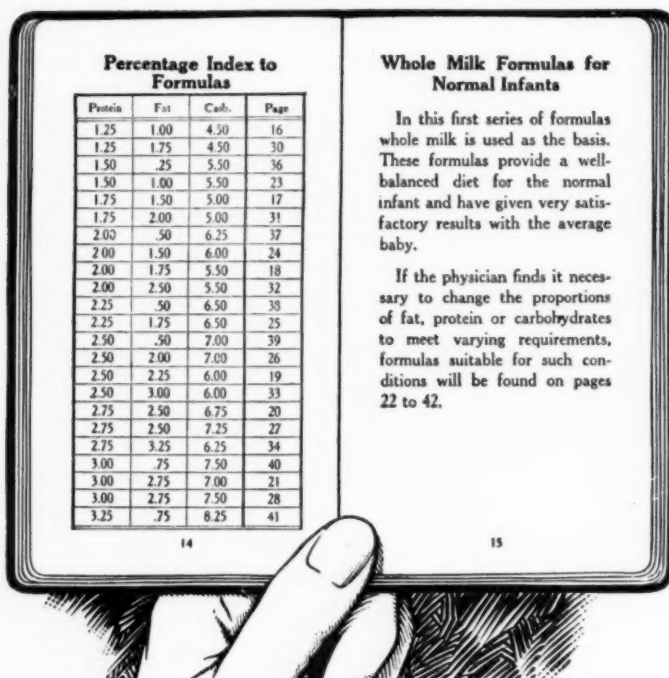 Percentage Index to
Formulas
Protein Fat Carb. Page
1.25 1.00 4.50 16
1.25 1.75 4.50 30
1.50 .25 5.50 36
1.50 1.00 5.50 23
1.75 1.50 5.00 17
1.75 2.00 5.00 31
2.00 .50 6.25 37
2 00 1.50 6.00 24
2.00 1.75 5.50 18
2.00 2.50 5.50 32
2.25 .50 6.50 38
2.25 1.75 6.50 25
2.50 .50 7.00 39
2.50 2.00 7.00 26
2.50 2.25 6.00 19
2.50 3.00 6.00 33
2.75 2.50 6.75 20
2.75 2.50 7.25 27
2.75 3.25 6.25 34
3.00 .75 7.50 40
3.00 2.75 7.00 21
3.00 2.75 7.50 28
3.25 .75 8.25 41
14
Whole Milk Formulas for
Normal Infants
In this first series of formulas
whole milk is used as the basis.
These formulas provide a well-
balanced diet for the normal
infant and have given very satis-
factory results with the average
baby.
If the physician finds it neces-
sary to change the proportions
of fat, protein or carbohydrates
to meet varying requirements,
formulas suitable for such con-
ditions will be found on pages
22 to 42.
15